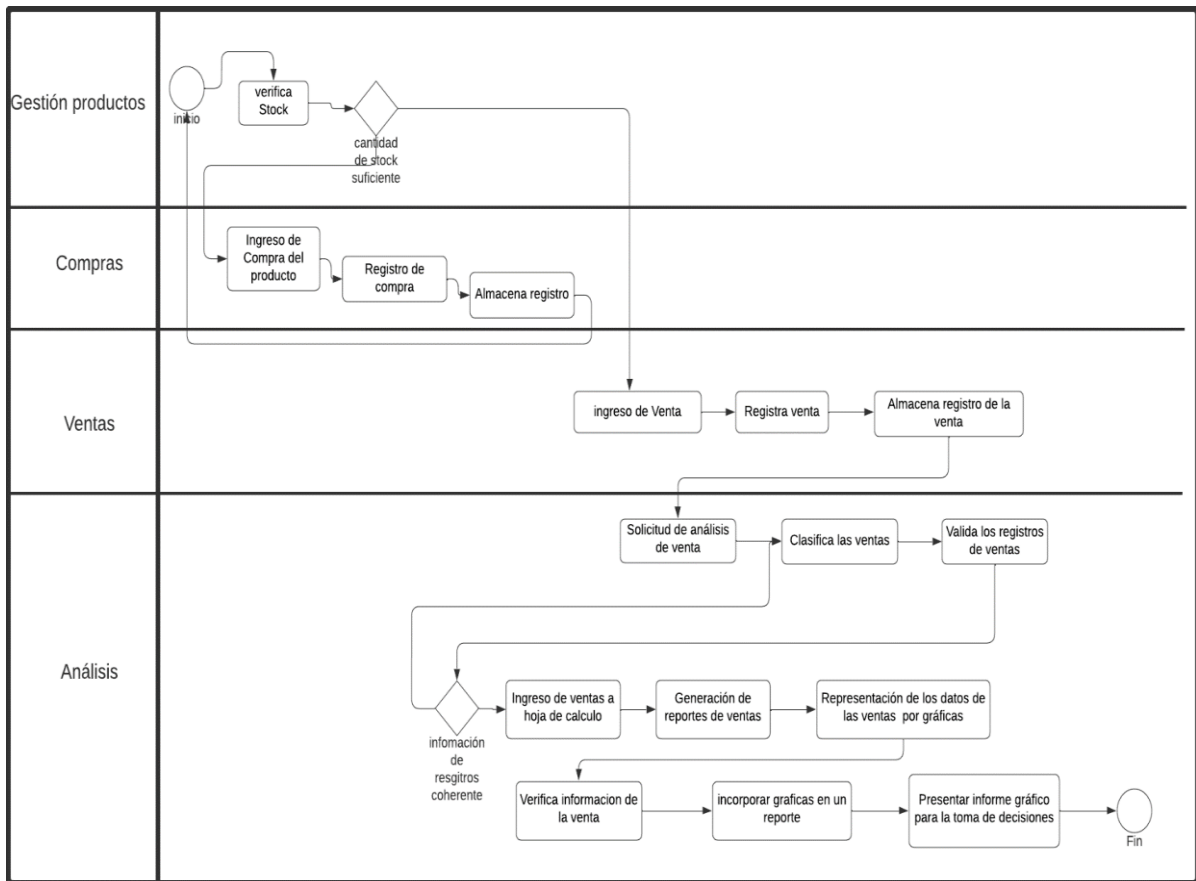 Gestión productos
inicio
verifica
Stock
cantidad
de stock
suficiente
Compras
Ingreso de
Compra del
producto
Registro de
compra
Almacena registro
Ventas
ingreso de Venta
Registra venta
Almacena registro de la
venta
Análisis
Solicitud de análisis
de venta
Clasifica las ventas
Valida los registros
de ventas
infomación
de
resgitros
coherente
Ingreso de ventas a
hoja de calculo
Generación de
reportes de ventas
Representación de los datos de
las ventas por gráficas
Verifica informacion de
la venta
incorporar graficas en un
reporte
Presentar informe gráfico
para la toma de decisiones
Fin